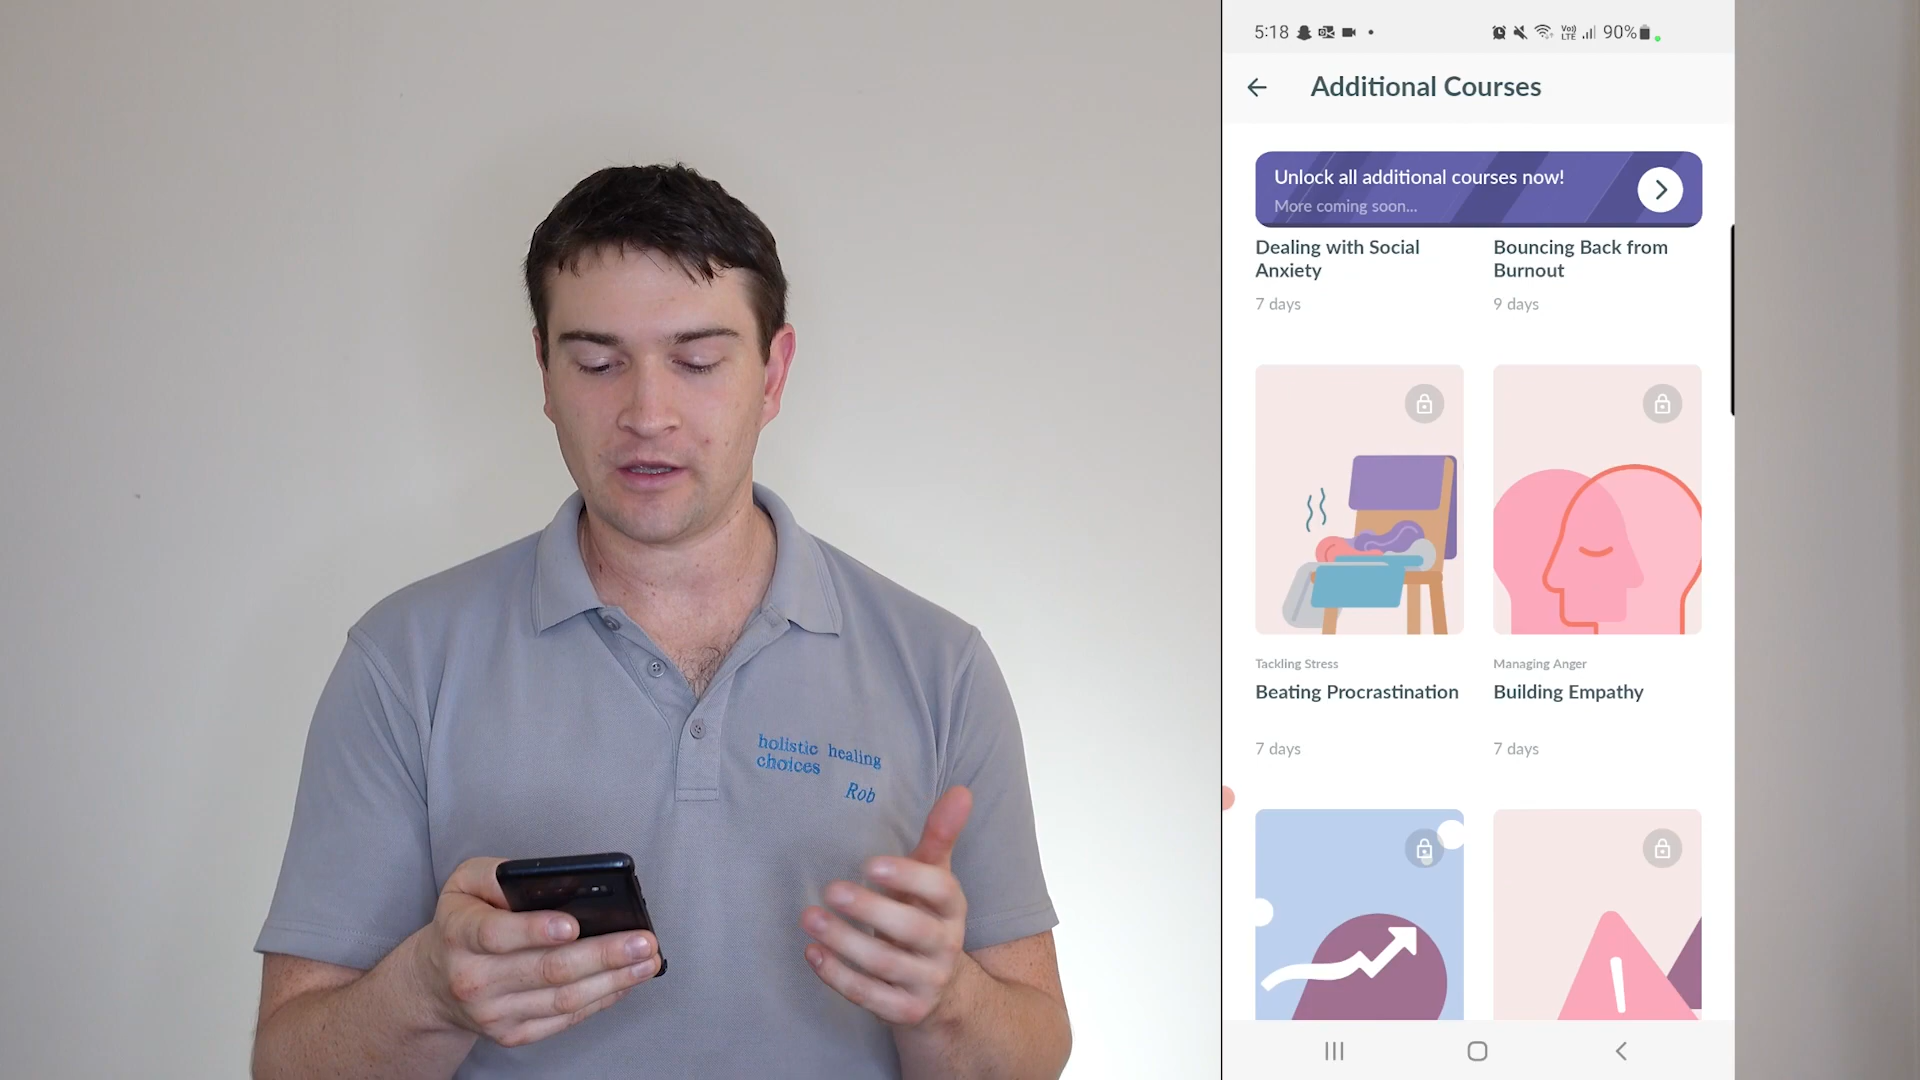 5:18
Vo))
LTE
90%
Additional Courses
Unlock all additional courses now!
More coming soon...
Dealing with Social
Anxiety
7 days
Bouncing Back from
Burnout
9 days
Tackling Stress
Beating Procrastination
7 days
Managing Anger
Building Empathy
7 days
holistic healing
choices
Rob